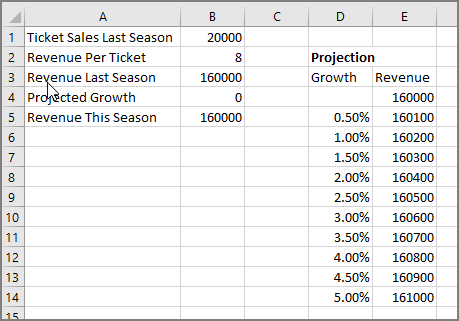 A B C D E
1 Ticket Sales Last Season 20000
2 Revenue Per Ticket 8 Projection
3 Revenue Last Season 160000 Growth Revenue
4 Projected Growth 0 160000
5 Revenue This Season 160000 0.50% 160100
6 1.00% 160200
7 1.50% 160300
8 2.00% 160400
9 2.50% 160500
10 3.00% 160600
11 3.50% 160700
12 4.00% 160800
13 4.50% 160900
14 5.00% 161000
15